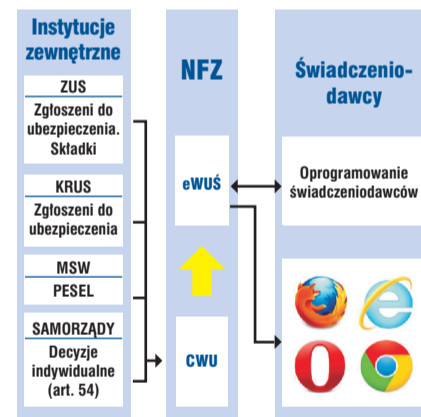 Instytucje
zewnętrzne
ZUS
Zgłoszeni do
ubezpieczenia.
Składki
KRUS
Zgłoszeni do
ubezpieczenia
MSW
PESEL
SAMORZĄDY
Decyzje
indywidualne
(art. 54)
NFZ
eWUŚ
CWU
Świadczenio-
dawcy
Oprogramowanie
świadczeniodawców